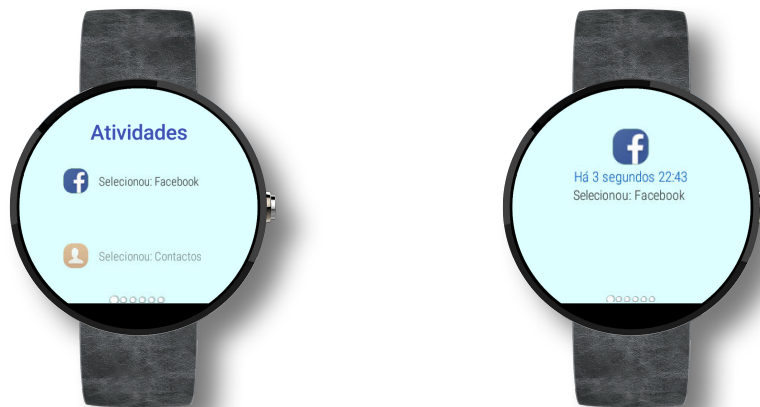 Atividades
Selecionou: Facebook
Selecionou: Contactos
Há 3 segundos 22:43
Selecionou: Facebook